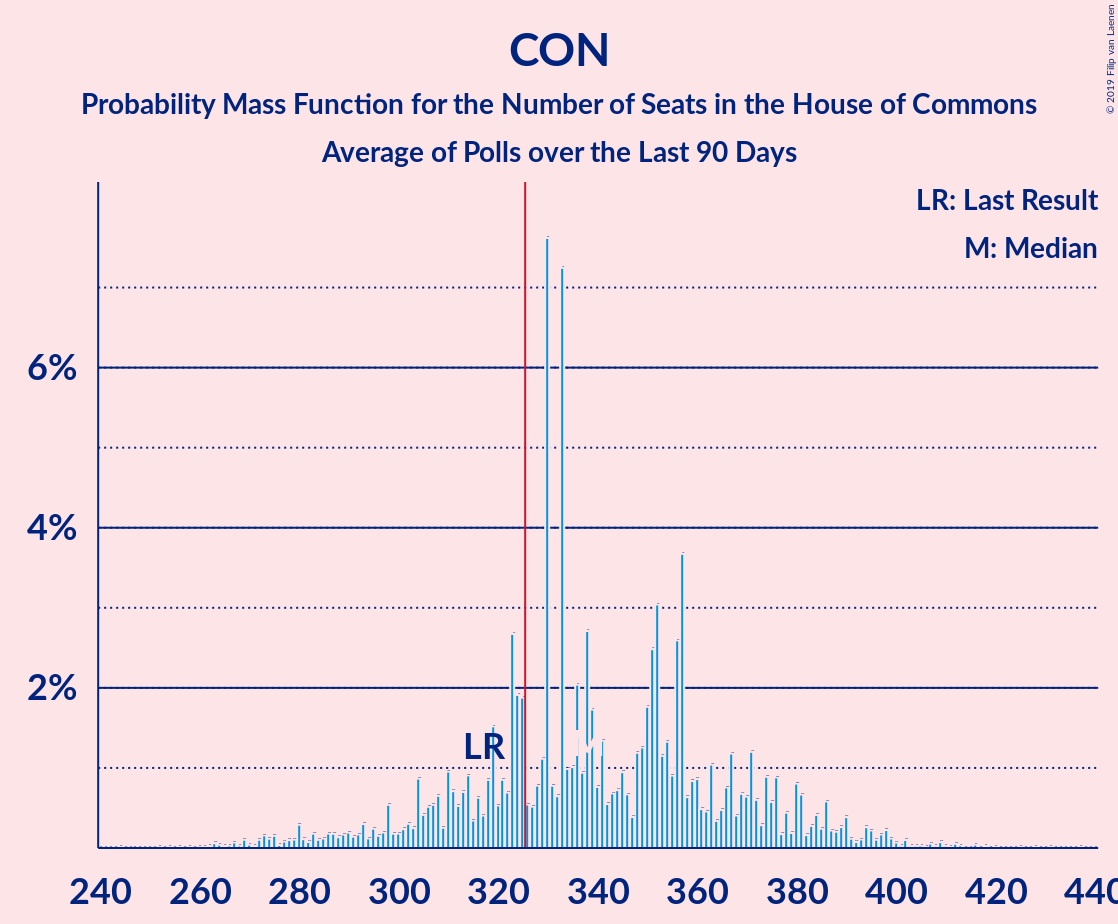 CON
Probability Mass Function for the Number of Seats in the House of Commons
Average of Polls over the Last 90 Days
© 2019 Filip van Laenen
LR: Last Result
M: Median
6%
4%
2%
LR
M
240 260 280 300 320 340 360 380 400 420 440